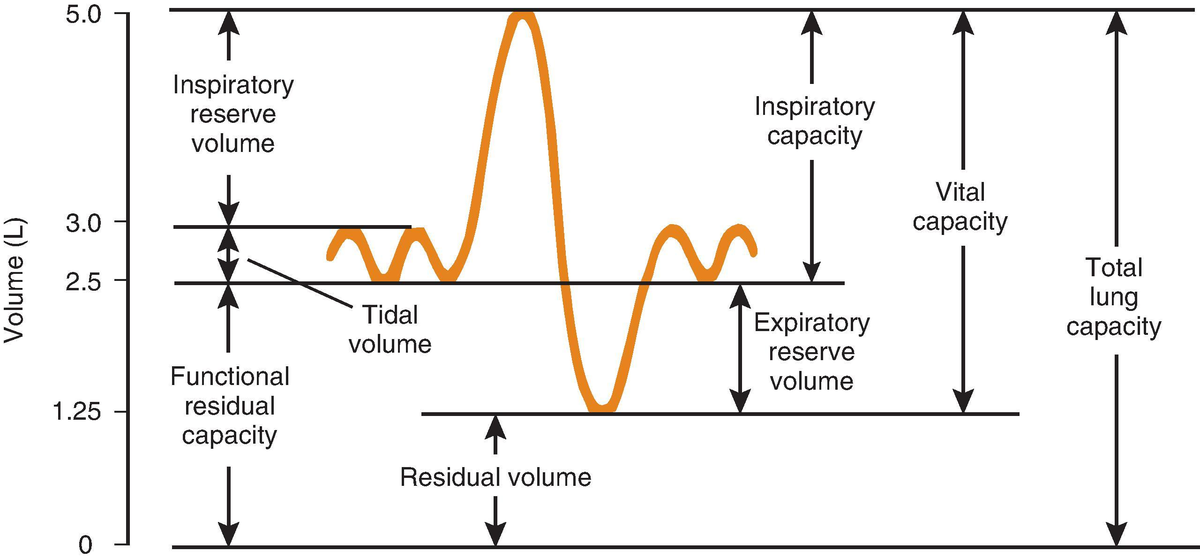 Volume (L)
5.0
3.0
2.5
1.25
0
Inspiratory
reserve
volume
Tidal
volume
Functional
residual
capacity
Residual volume
Inspiratory
capacity
Expiratory
reserve
volume
Vital
capacity
Total
lung
capacity